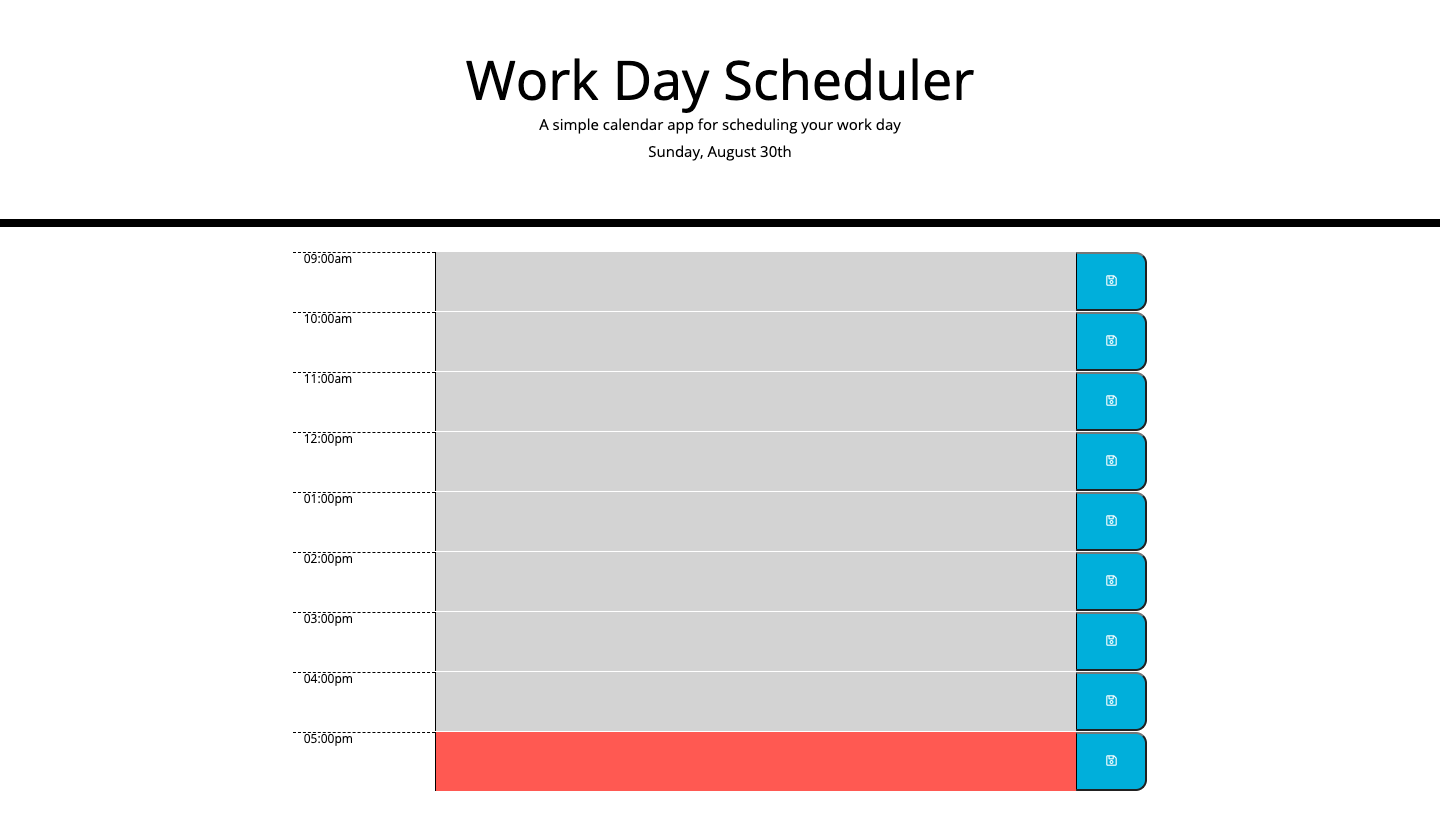 Work Day Scheduler
A simple calendar app for scheduling your work day
Sunday, August 30th
09:00am
10:00am
11:00am
12:00pm
01:00pm
02:00pm
03:00pm
04:00pm
05:00pm